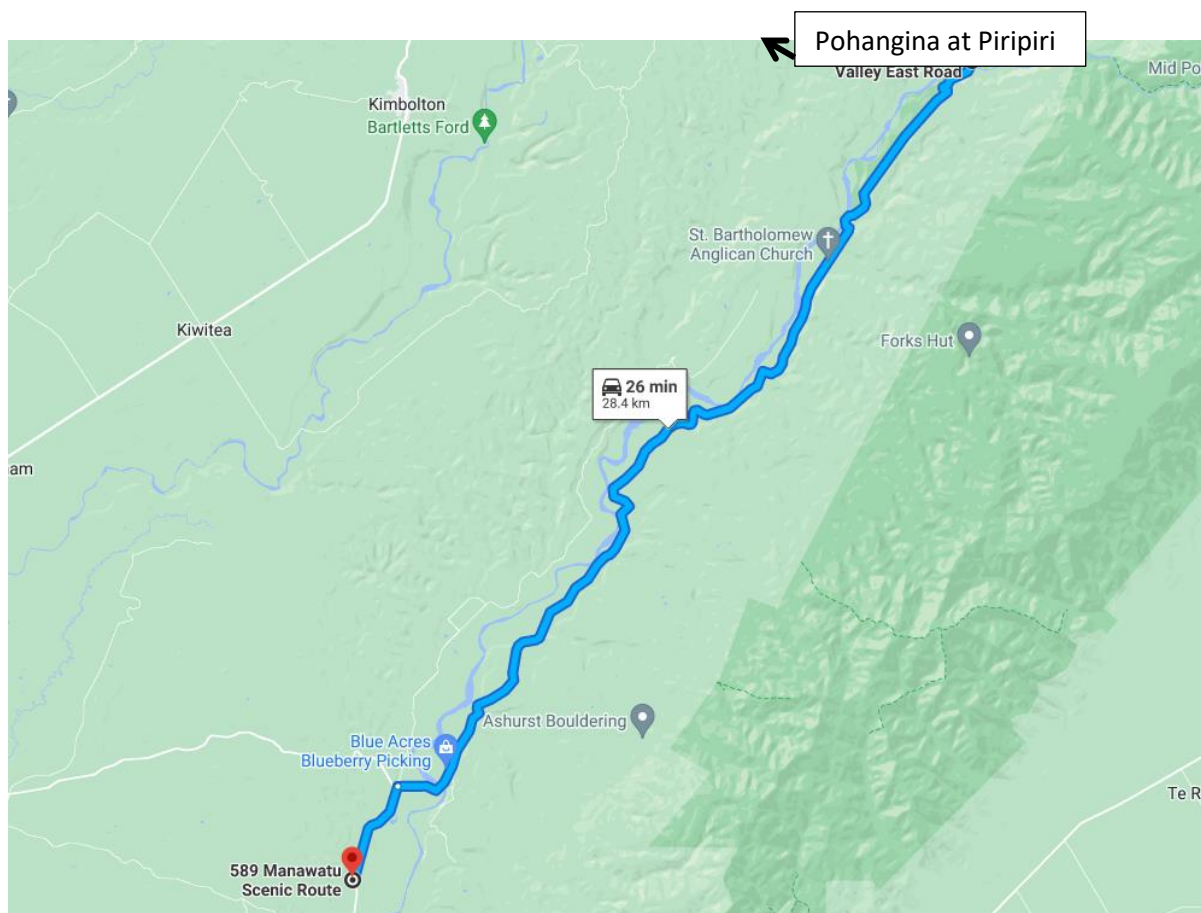 Pohangina at Piripiri
Valley East Road
Mid Po
Kimbolton
Bartletts Ford
St. Bartholomew
Anglican Church
Kiwitea
Forks Hut
26 min
28.4 km
am
Ashurst Bouldering
Blue Acres
Blueberry Picking
Te R
589 Manawatu
Scenic Route